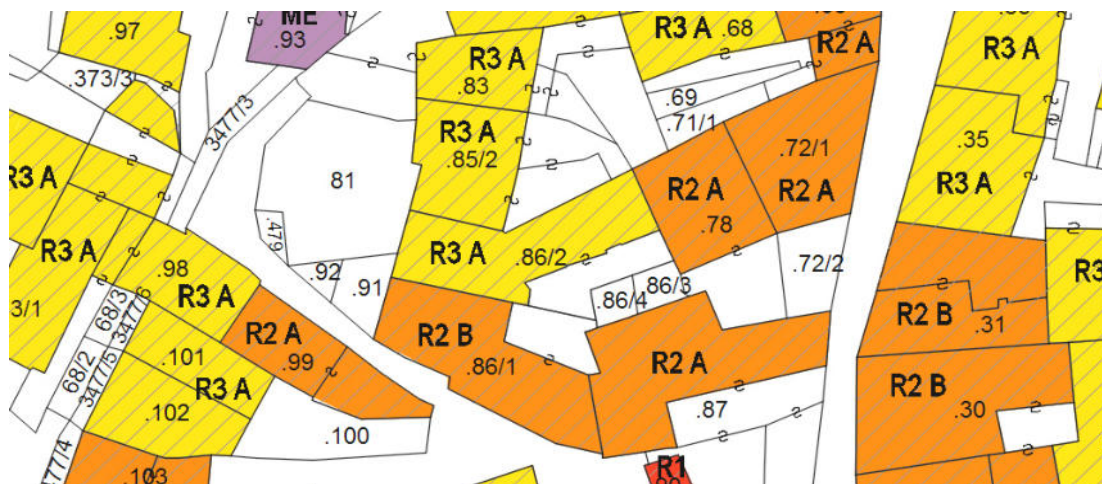 ME
.93
.97
R3 A
.68
R2 A
R3 A
R3 A
.83
.373/3
3477/3
.69
.71/1
R3 A
.85/2
.72/1
.35
81
R3 A
R2 A
R2 A
R3 A
.78
.479
R3 A
R3 A
.86/2
.98
.92
.91
.72/2
R3 A
.86/3
.86/4
3/1
68/3
3477/6
R2 A
.99
R2 B
.86/1
R2 A
R2 B
.31
.101
R3 A
68/2
3477/5
.102
R2 B
.30
.87
.100
77/4
.103
R1